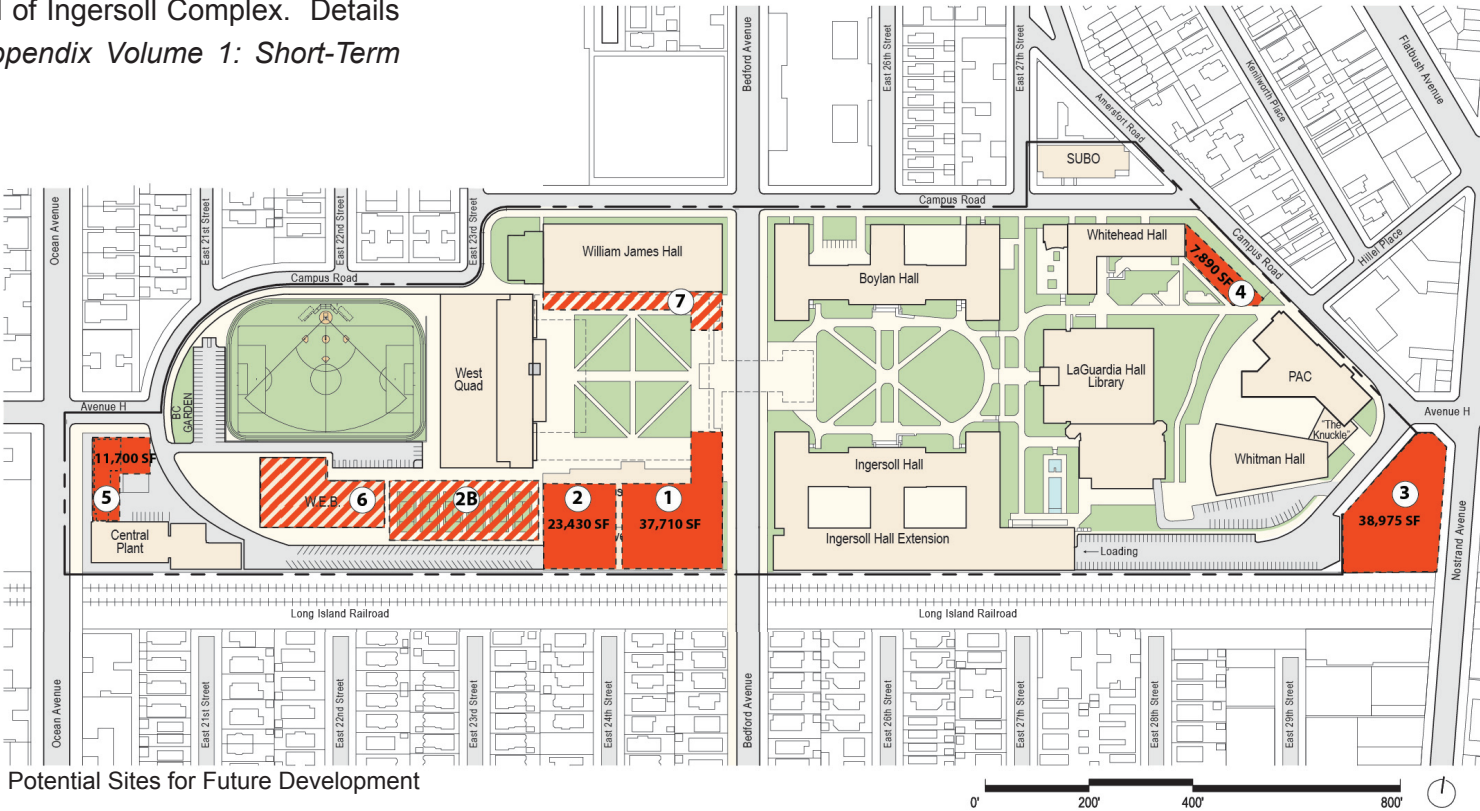 l of Ingersoll Complex. Details
ppendix Volume 1: Short-Term
Ocean Avenue
East 21st Street
East 22nd Street
East 23rd Street
Bedford Avenue
East 26th Street
East 27th Street
Amersfort Road
Kenilworth Place
Flatbush Avenue
SUBO
Campus Road
Campus Road
Campus Road
Hillel Place
William James Hall
Boylan Hall
Whitehead Hall
7,890 SF
4
7
West
Quad
LaGuardia Hall
Library
PAC
BC
GARDEN
Avenue H
Avenue H
"The
Knuckle"
Whitman Hall
11,700 SF
5
Central
Plant
W.E.B.
6
2B
2
23,430 SF
1
37,710 SF
Ingersoll Hall
Ingersoll Hall Extension
←Loading
3
38,975 SF
Nostrand Avenue
Long Island Railroad
Long Island Railroad
Ocean Avenue
East 21st Street
East 22nd Street
East 23rd Street
East 24th Street
Bedford Avenue
East 26th Street
East 27th Street
East 28th Street
East 29th Street
Potential Sites for Future Development
0' 200' 400' 800'